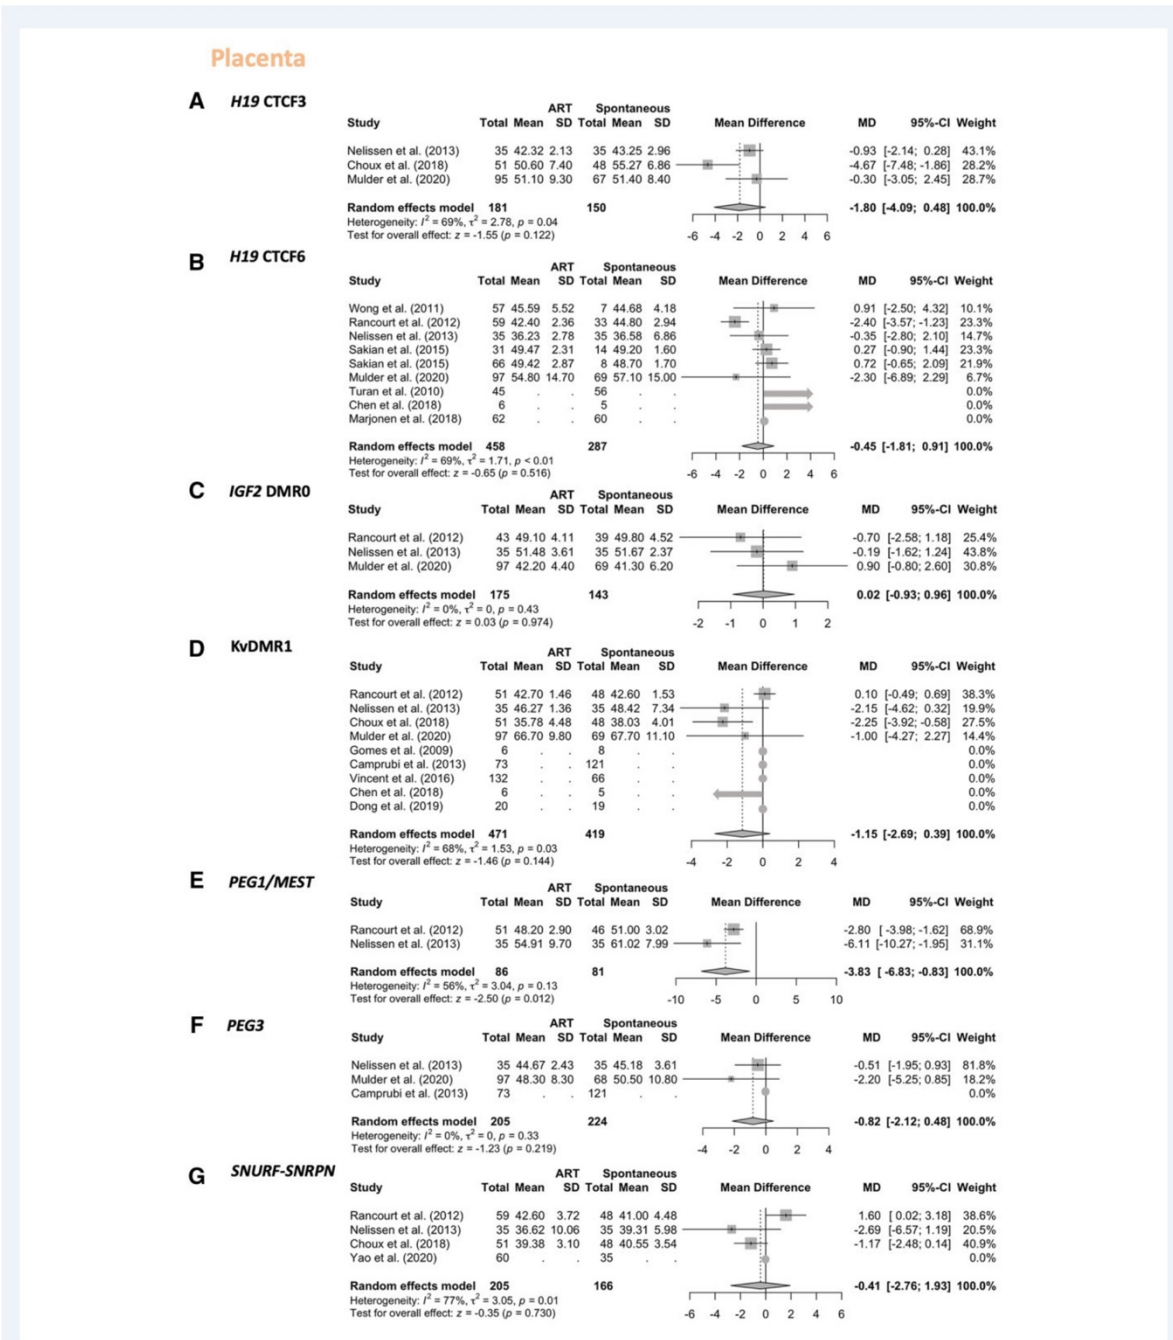 Placenta
A H19 CTCF3
ART Spontaneous
Study Total Mean SD Total Mean SD Mean Difference MD 95%-CI Weight
Nelissen et al. (2013) 35 42.32 2.13 35 43.25 2.96 -0.93 [-2.14; 0.28] 43.1%
Choux et al. (2018) 51 50.60 7.40 48 55.27 6.86 -4.67 [-7.48; -1.86] 28.2%
Mulder et al. (2020) 95 51.10 9.30 67 51.40 8.40 -0.30 [-3.05; 2.45] 28.7%
Random effects model 181 150 -1.80 [-4.09; 0.48] 100.0%
Heterogeneity: I² = 69%, τ² = 2.78, p = 0.04
Test for overall effect: z = -1.55 (p = 0.122)
-6 -4 -2 0 2 4 6
B H19 CTCF6
ART Spontaneous
Study Total Mean SD Total Mean SD Mean Difference MD 95%-CI Weight
Wong et al. (2011) 57 45.59 5.52 7 44.68 4.18 0.91 [-2.50; 4.32] 10.1%
Rancourt et al. (2012) 59 42.40 2.36 33 44.80 2.94 -2.40 [-3.57; -1.23] 23.3%
Nelissen et al. (2013) 35 36.23 2.78 35 36.58 6.86 -0.35 [-2.80; 2.10] 14.7%
Sakian et al. (2015) 31 49.47 2.31 14 49.20 1.60 0.27 [-0.90; 1.44] 23.3%
Sakian et al. (2015) 66 49.42 2.87 8 48.70 1.70 0.72 [-0.65; 2.09] 21.9%
Mulder et al. (2020) 97 54.80 14.70 69 57.10 15.00 -2.30 [-6.89; 2.29] 6.7%
Turan et al. (2010) 45 . . 56 . . 0.0%
Chen et al. (2018) 6 . . 5 . . 0.0%
Marjonen et al. (2018) 62 . . 60 . . 0.0%
Random effects model 458 287 -0.45 [-1.81; 0.91] 100.0%
Heterogeneity: I² = 69%, τ² = 1.71, p < 0.01
Test for overall effect: z = -0.65 (p = 0.516)
-6 -4 -2 0 2 4 6
C IGF2 DMR0
ART Spontaneous
Study Total Mean SD Total Mean SD Mean Difference MD 95%-CI Weight
Rancourt et al. (2012) 43 49.10 4.11 39 49.80 4.52 -0.70 [-2.58; 1.18] 25.4%
Nelissen et al. (2013) 35 51.48 3.61 35 51.67 2.37 -0.19 [-1.62; 1.24] 43.8%
Mulder et al. (2020) 97 42.20 4.40 69 41.30 6.20 0.90 [-0.80; 2.60] 30.8%
Random effects model 175 143 0.02 [-0.93; 0.96] 100.0%
Heterogeneity: I² = 0%, τ² = 0, p = 0.43
Test for overall effect: z = 0.03 (p = 0.974)
-2 -1 0 1 2
D KvDMR1
ART Spontaneous
Study Total Mean SD Total Mean SD Mean Difference MD 95%-CI Weight
Rancourt et al. (2012) 51 42.70 1.46 48 42.60 1.53 0.10 [-0.49; 0.69] 38.3%
Nelissen et al. (2013) 35 46.27 1.36 35 48.42 7.34 -2.15 [-4.62; 0.32] 19.9%
Choux et al. (2018) 51 35.78 4.48 48 38.03 4.01 -2.25 [-3.92; -0.58] 27.5%
Mulder et al. (2020) 97 66.70 9.80 69 67.70 11.10 -1.00 [-4.27; 2.27] 14.4%
Gomes et al. (2009) 6 . . 8 . . 0.0%
Camprubi et al. (2013) 73 . . 121 . . 0.0%
Vincent et al. (2016) 132 . . 66 . . 0.0%
Chen et al. (2018) 6 . . 5 . . 0.0%
Dong et al. (2019) 20 . . 19 . . 0.0%
Random effects model 471 419 -1.15 [-2.69; 0.39] 100.0%
Heterogeneity: I² = 68%, τ² = 1.53, p = 0.03
Test for overall effect: z = -1.46 (p = 0.144)
-4 -2 0 2 4
E PEG1/MEST
ART Spontaneous
Study Total Mean SD Total Mean SD Mean Difference MD 95%-CI Weight
Rancourt et al. (2012) 51 48.20 2.90 46 51.00 3.02 -2.80 [ -3.98; -1.62] 68.9%
Nelissen et al. (2013) 35 54.91 9.70 35 61.02 7.99 -6.11 [-10.27; -1.95] 31.1%
Random effects model 86 81 -3.83 [ -6.83; -0.83] 100.0%
Heterogeneity: I² = 56%, τ² = 3.04, p = 0.13
Test for overall effect: z = -2.50 (p = 0.012)
-10 -5 0 5 10
F PEG3
ART Spontaneous
Study Total Mean SD Total Mean SD Mean Difference MD 95%-CI Weight
Nelissen et al. (2013) 35 44.67 2.43 35 45.18 3.61 -0.51 [-1.95; 0.93] 81.8%
Mulder et al. (2020) 97 48.30 8.30 68 50.50 10.80 -2.20 [-5.25; 0.85] 18.2%
Camprubi et al. (2013) 73 . . 121 . . 0.0%
Random effects model 205 224 -0.82 [-2.12; 0.48] 100.0%
Heterogeneity: I² = 0%, τ² = 0, p = 0.33
Test for overall effect: z = -1.23 (p = 0.219)
-4 -2 0 2 4
G SNURF-SNRPN
ART Spontaneous
Study Total Mean SD Total Mean SD Mean Difference MD 95%-CI Weight
Rancourt et al. (2012) 59 42.60 3.72 48 41.00 4.48 1.60 [ 0.02; 3.18] 38.6%
Nelissen et al. (2013) 35 36.62 10.06 35 39.31 5.98 -2.69 [-6.57; 1.19] 20.5%
Choux et al. (2018) 51 39.38 3.10 48 40.55 3.54 -1.17 [-2.48; 0.14] 40.9%
Yao et al. (2020) 60 . . 35 . . 0.0%
Random effects model 205 166 -0.41 [-2.76; 1.93] 100.0%
Heterogeneity: I² = 77%, τ² = 3.05, p = 0.01
Test for overall effect: z = -0.35 (p = 0.730)
-6 -4 -2 0 2 4 6